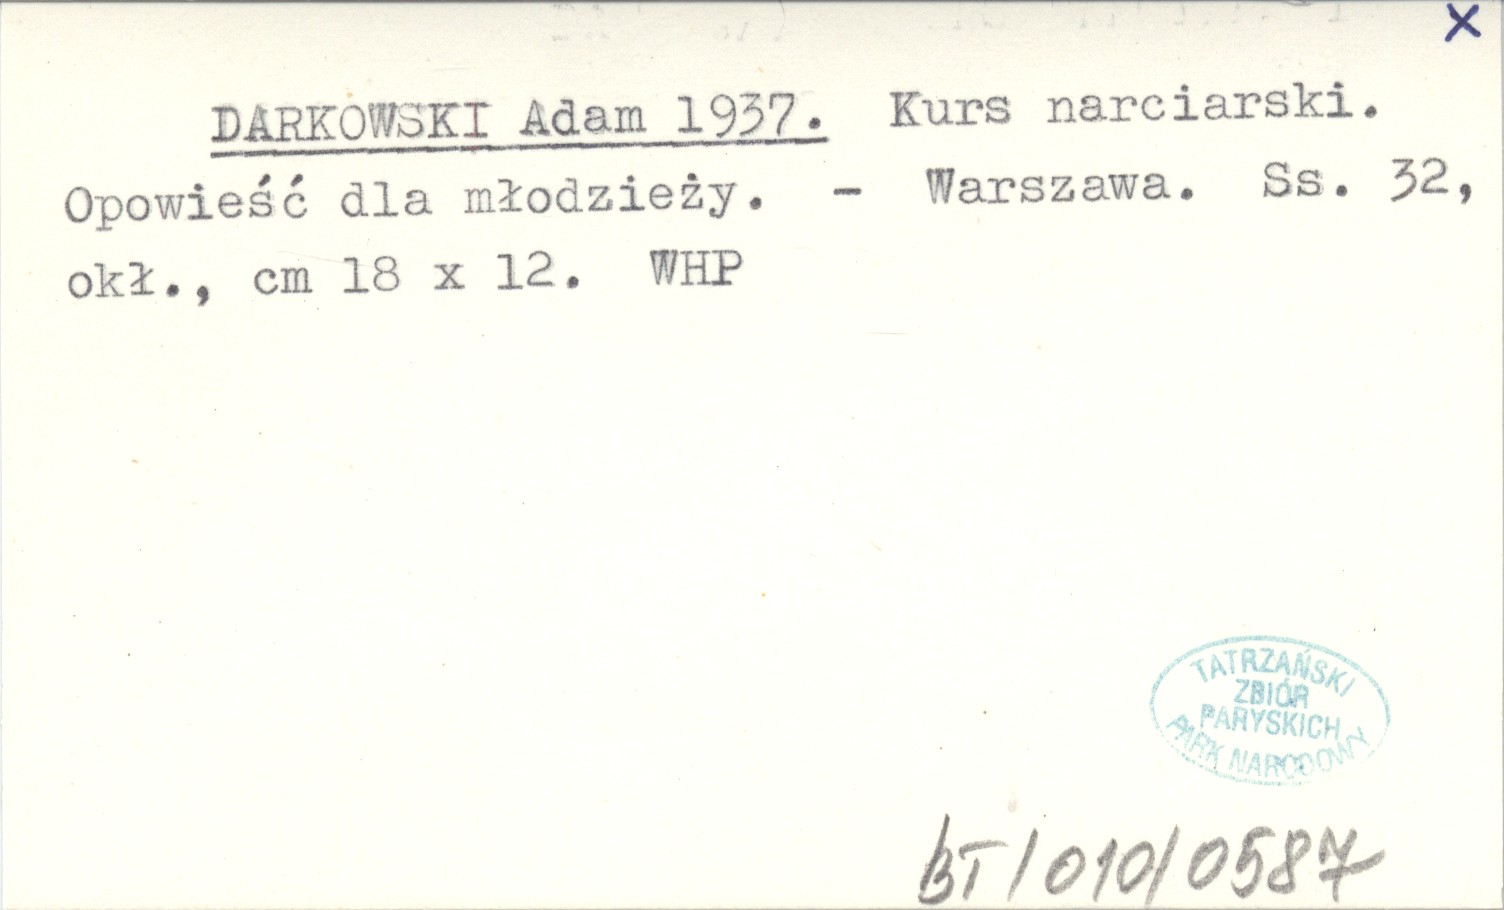 X
DARKOWSKI Adam 1937. Kurs narciarski.
Opowieść dla młodzieży. - Warszawa. Ss. 32,
okł., cm 18 x 12. WHP
TATRZAŃSKI
ZBIÓR
PARYSKICH
PARK NARODOWY
BT/010/0587